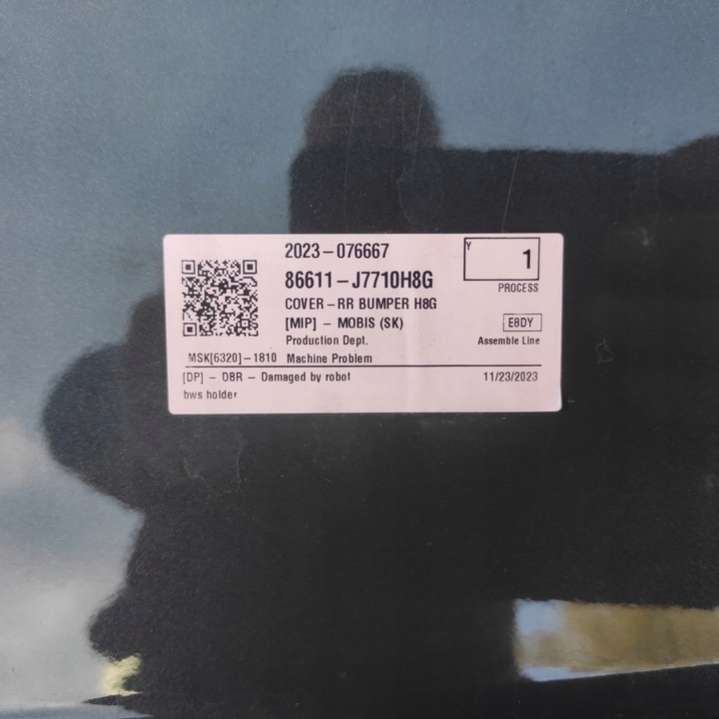 2023-076667
86611-J7710H8G
Y
1
PROCESS
COVER-RR BUMPER H8G
[MIP] - MOBIS (SK)
E8DY
Production Dept.
Assemble Line
MSK[6320]-1810 Machine Problem
[DP] - D8R - Damaged by robot
11/23/2023
bws holder